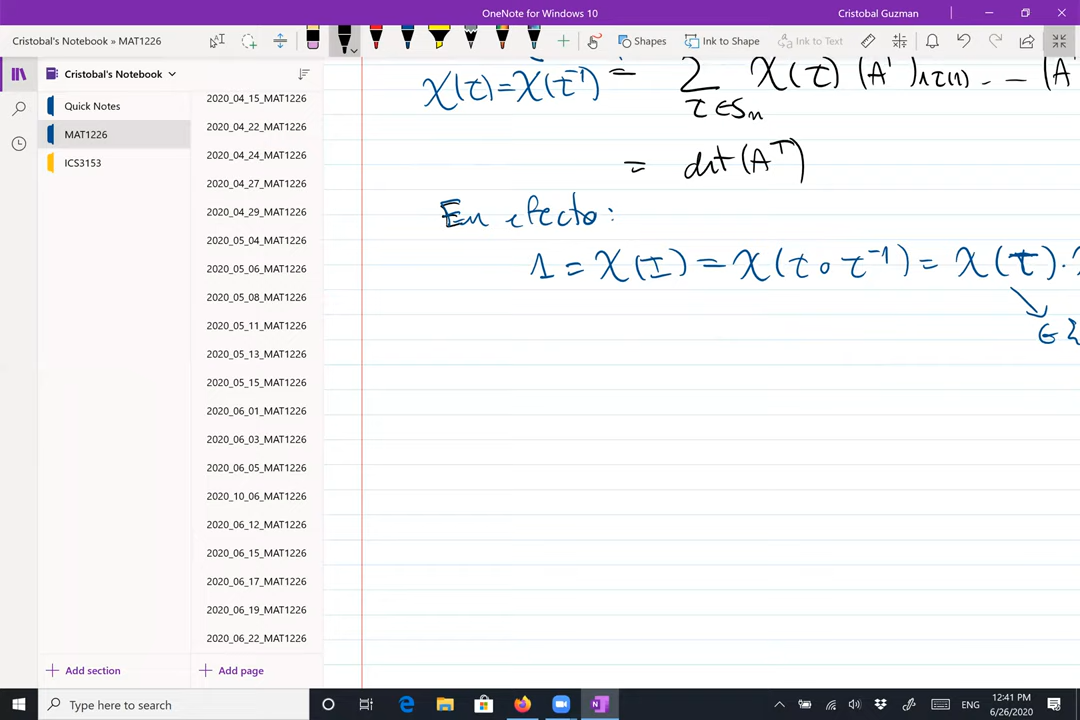 OneNote for Windows 10
Cristobal Guzman
Cristobal's Notebook » MAT1226
Shapes
Ink to Shape
Ink to Text
Cristobal's Notebook
Quick Notes
MAT1226
ICS3153
2020_04_15_MAT1226
2020_04_22_MAT1226
2020_04_24_MAT1226
2020_04_27_MAT1226
2020_04_29_MAT1226
2020_05_04_MAT1226
2020_05_06_MAT1226
2020_05_08_MAT1226
2020_05_11_MAT1226
2020_05_13_MAT1226
2020_05_15_MAT1226
2020_06_01_MAT1226
2020_06_03_MAT1226
2020_06_05_MAT1226
2020_10_06_MAT1226
2020_06_12_MAT1226
2020_06_15_MAT1226
2020_06_17_MAT1226
2020_06_19_MAT1226
2020_06_22_MAT1226
Add section
Add page
χ(τ)=χ(τ⁻¹) = ∑ χ(τ) (A')₁τ(1) · – (A'
τ∈Sn
= det(Aᵀ)
En efecto:
1 = χ(I) = χ(τ∘τ⁻¹) = χ(τ)·
∈ {
Type here to search
ENG
12:41 PM
6/26/2020